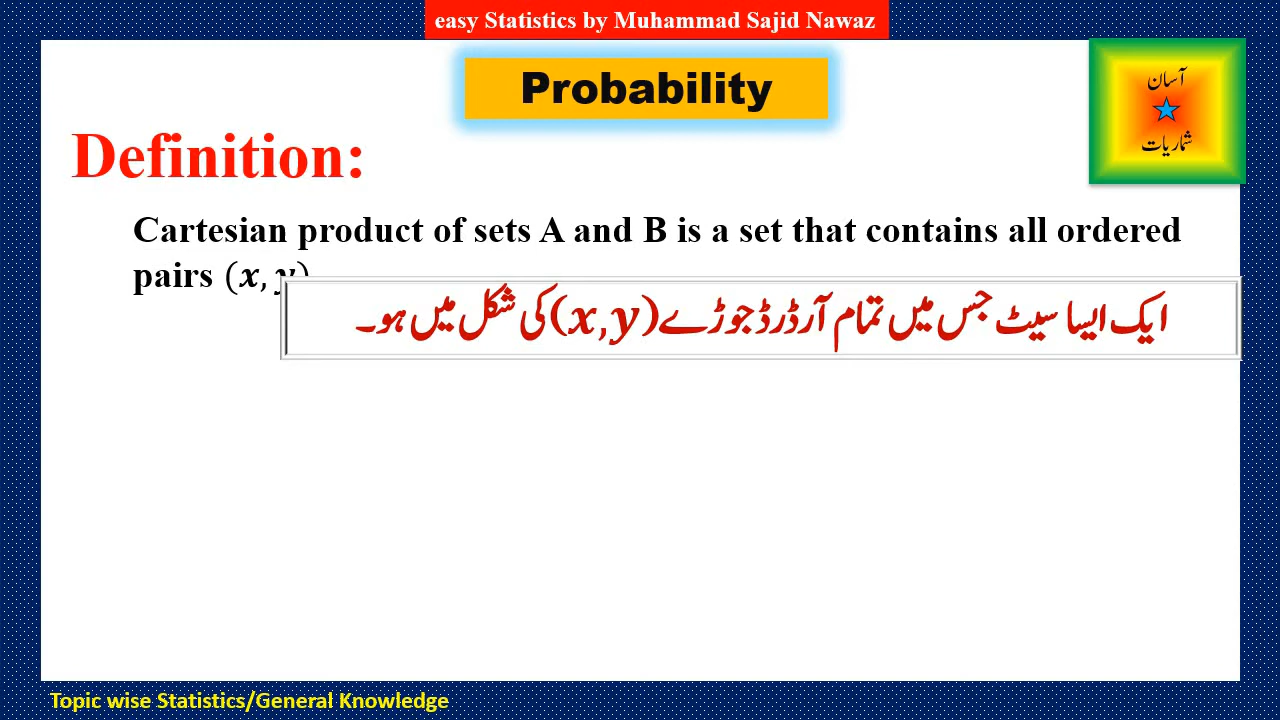 easy Statistics by Muhammad Sajid Nawaz
Probability
آسان
شماریات
Definition:
Cartesian product of sets A and B is a set that contains all ordered
pairs (x, y)
ایک ایسا سیٹ جس میں تمام آرڈرڈ جوڑے (x,y) کی شکل میں ہو۔
Topic wise Statistics/General Knowledge